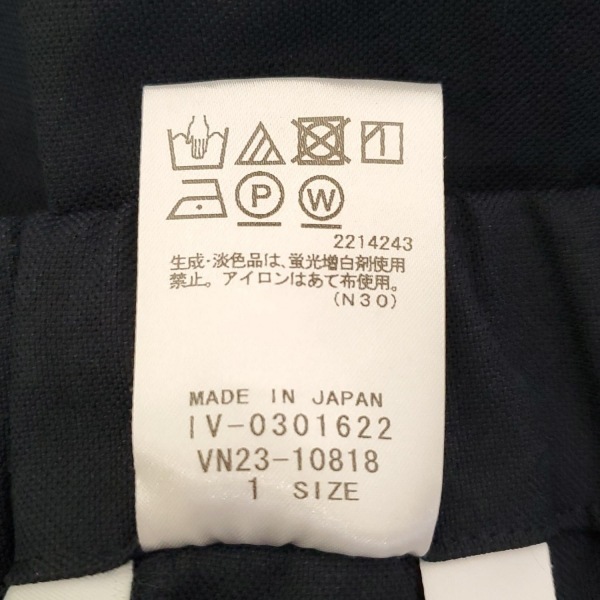 P W
2214243
生成・淡色品は、蛍光増白剤使用
禁止。アイロンはあて布使用。
(N30)
MADE IN JAPAN
IV-0301622
VN23-10818
1 SIZE